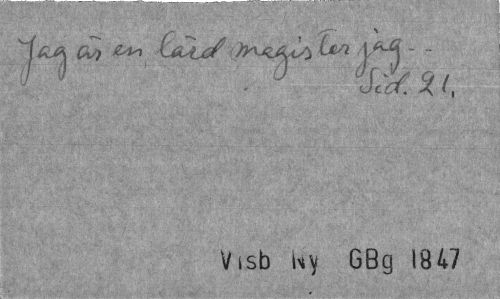 Jag är en lärd magister jag - -
Sid. 21.
Visb Ny GBg 1847